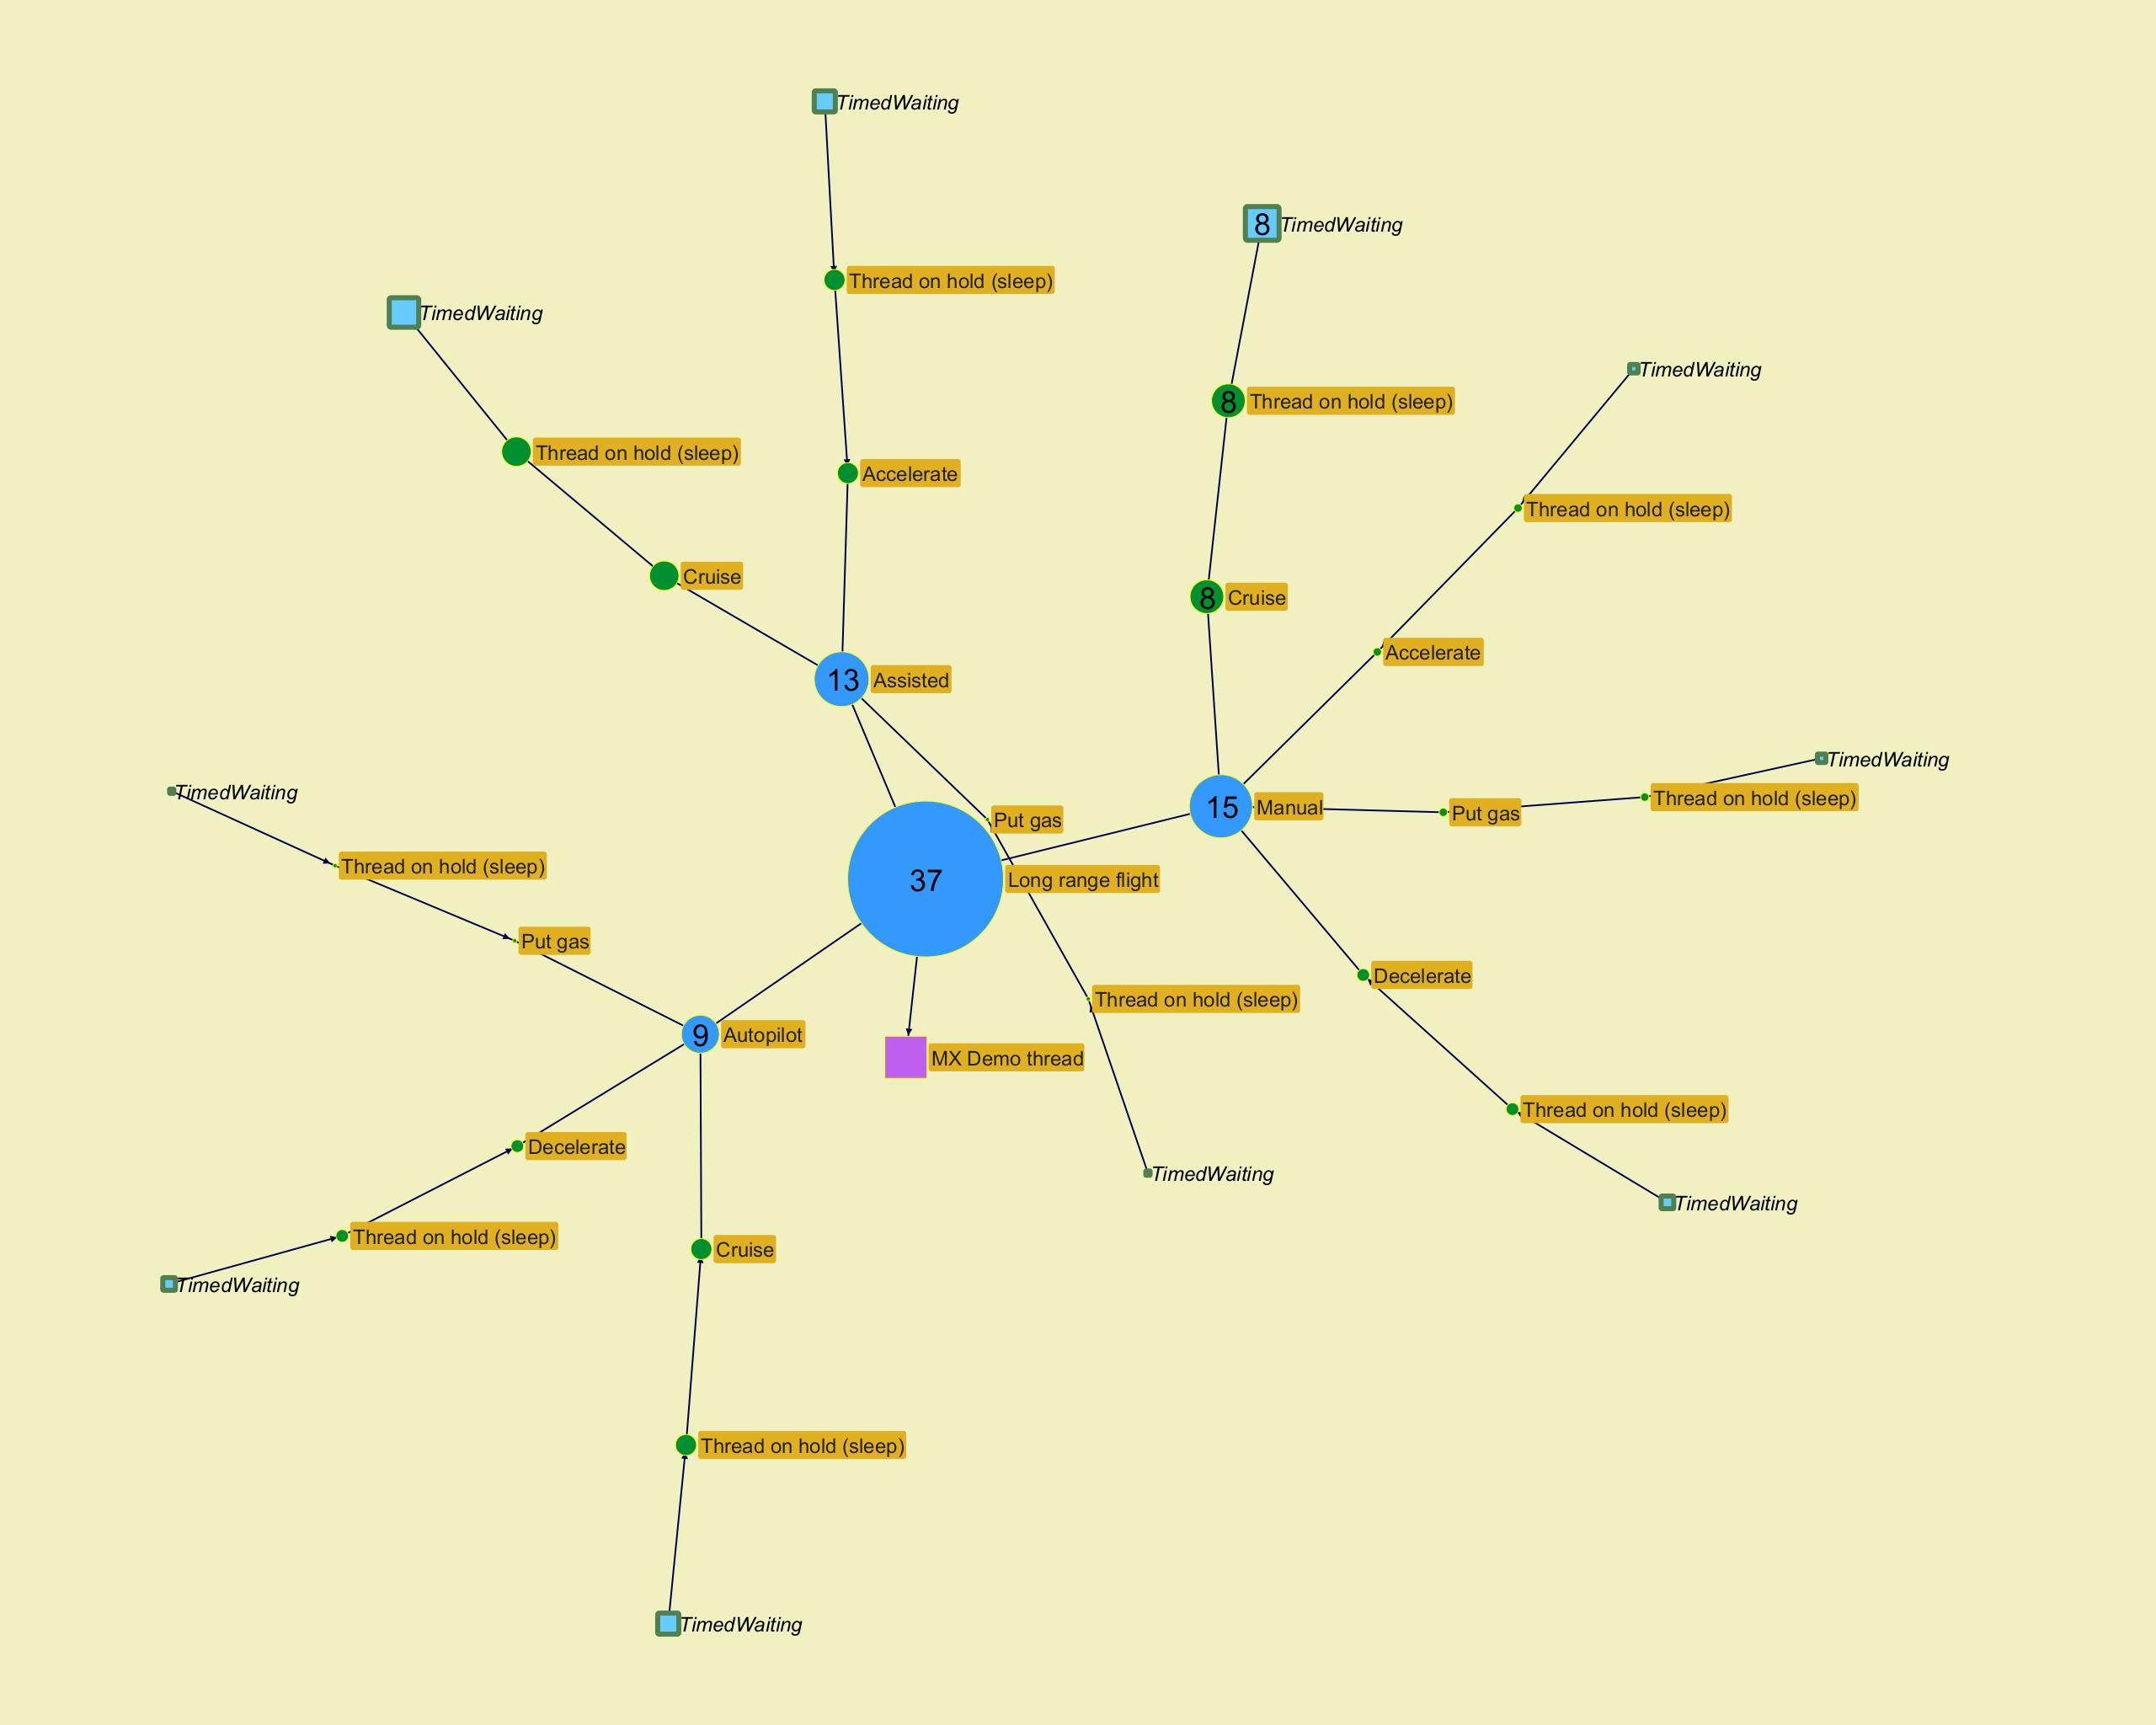 TimedWaiting
8 TimedWaiting
Thread on hold (sleep)
TimedWaiting
TimedWaiting
8 Thread on hold (sleep)
Thread on hold (sleep)
Accelerate
Thread on hold (sleep)
Cruise
8 Cruise
Accelerate
13 Assisted
TimedWaiting
TimedWaiting
Thread on hold (sleep)
15 Manual
Put gas
Put gas
Thread on hold (sleep)
37 Long range flight
Put gas
Decelerate
Thread on hold (sleep)
9 Autopilot
MX Demo thread
Thread on hold (sleep)
Decelerate
TimedWaiting
TimedWaiting
Thread on hold (sleep)
Cruise
TimedWaiting
Thread on hold (sleep)
TimedWaiting